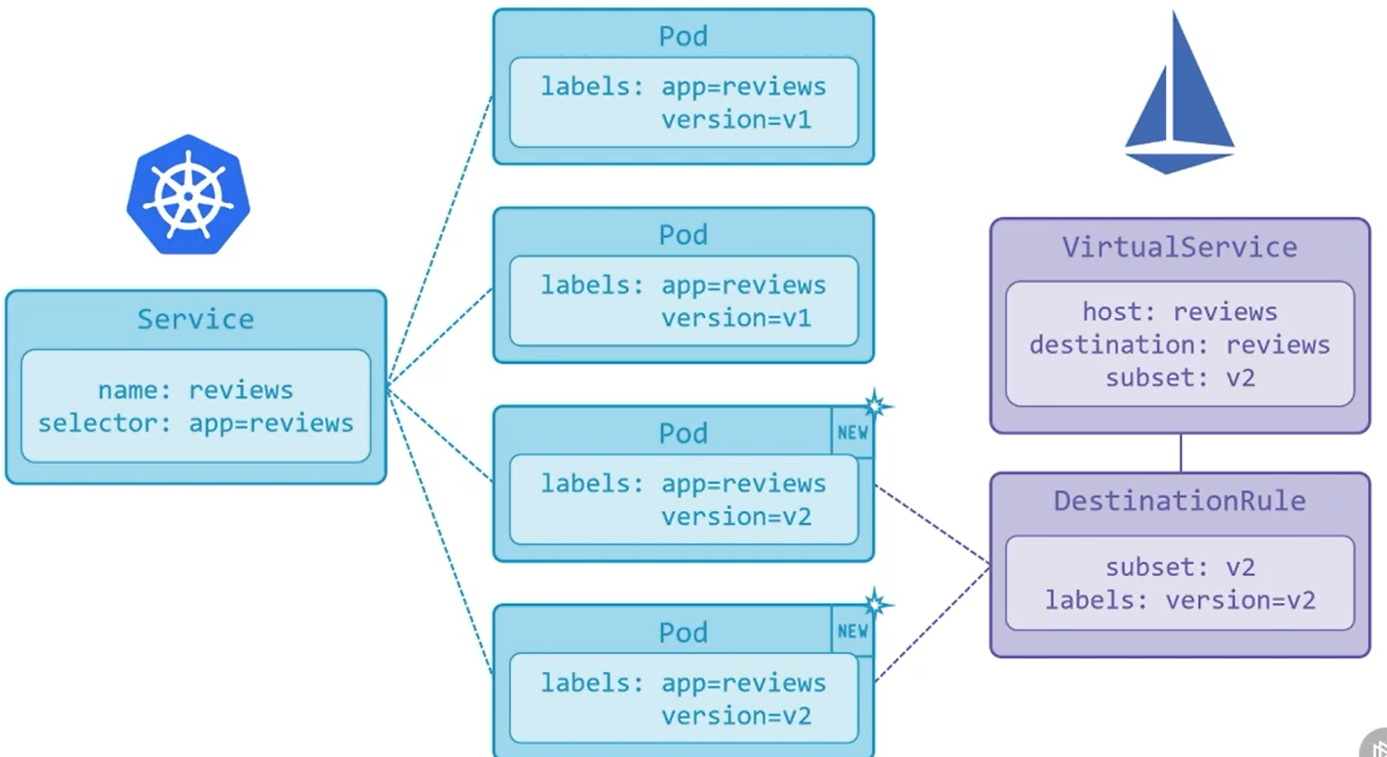 Service
name: reviews
selector: app=reviews
Pod
labels: app=reviews
version=v1
Pod
labels: app=reviews
version=v1
Pod
NEW
labels: app=reviews
version=v2
Pod
NEW
labels: app=reviews
version=v2
VirtualService
host: reviews
destination: reviews
subset: v2
DestinationRule
subset: v2
labels: version=v2